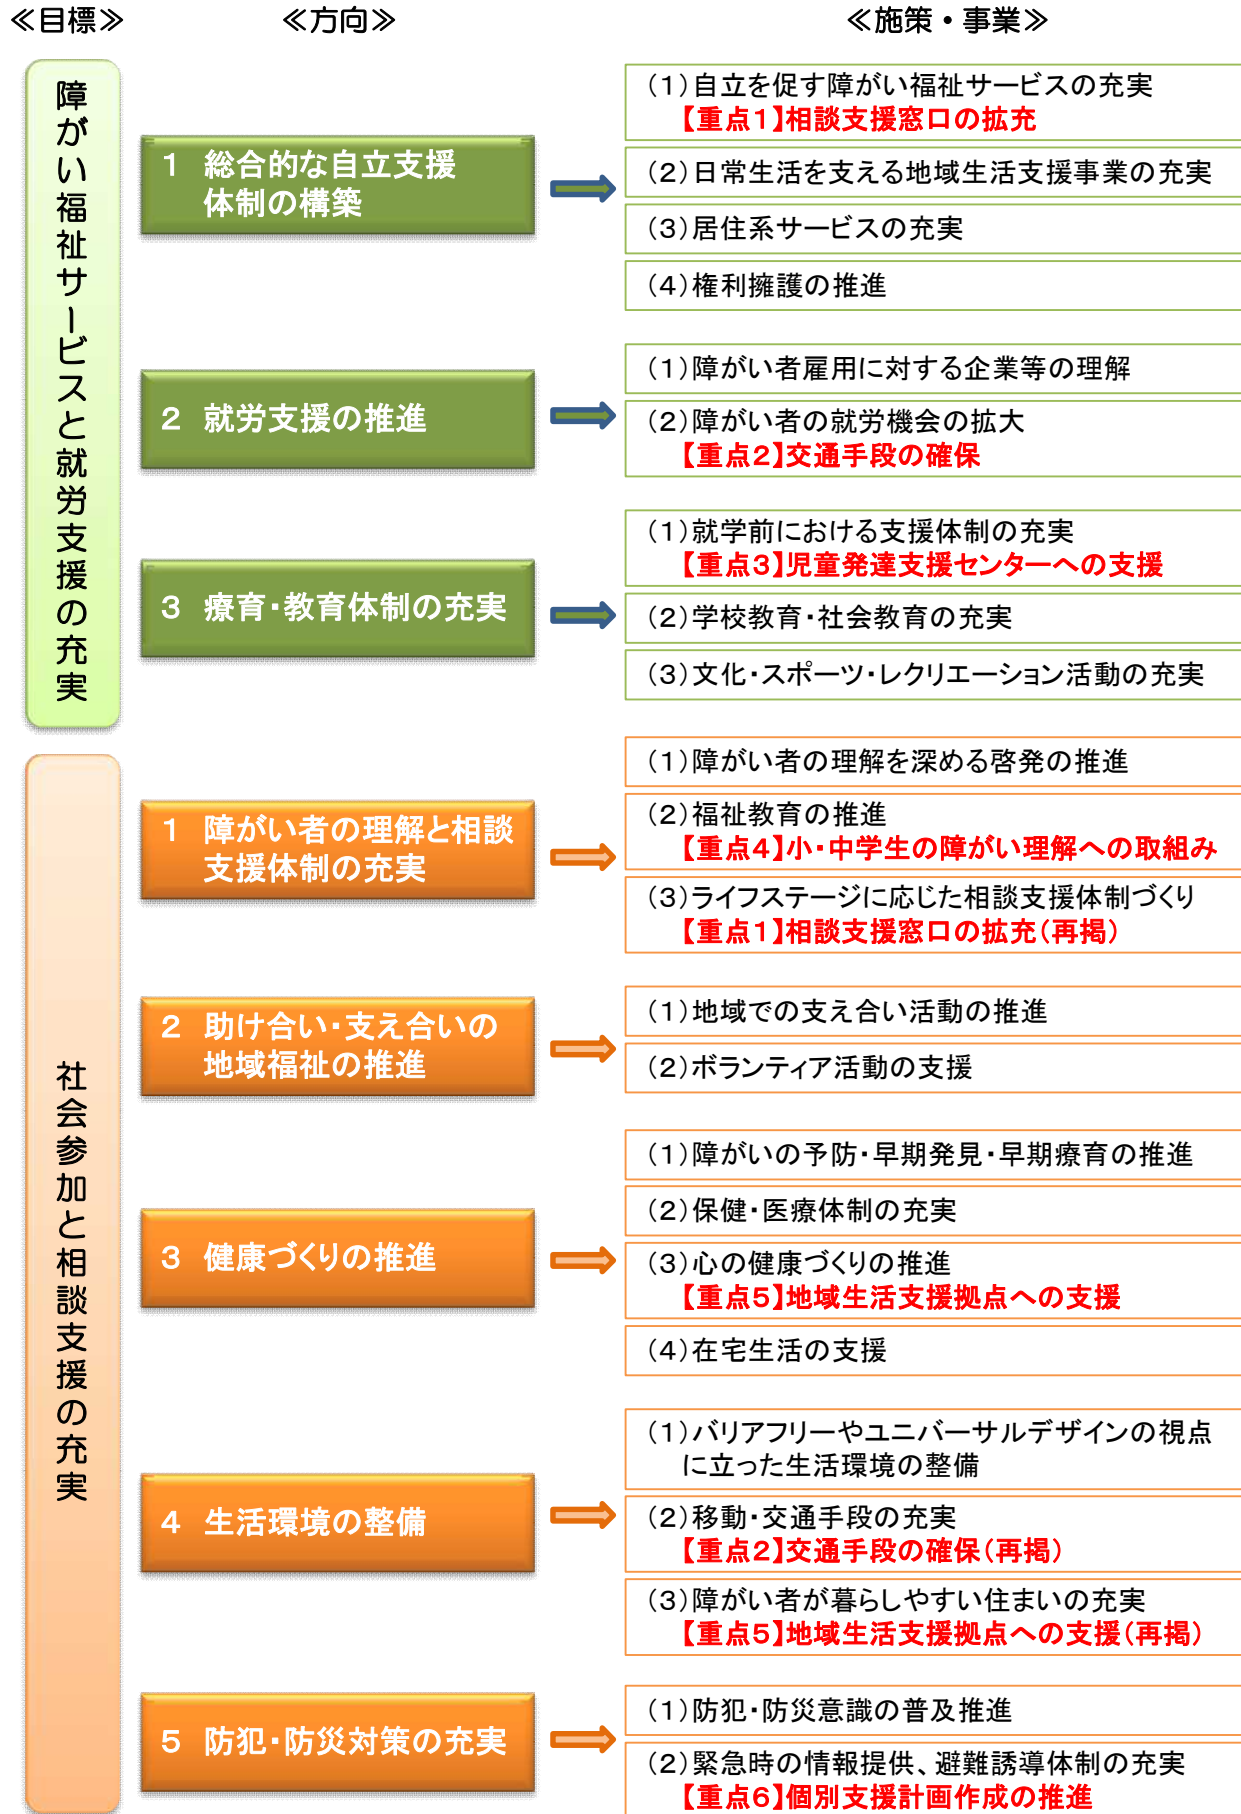 ≪目標≫
≪方向≫
≪施策・事業≫
障がい福祉サービスと就労支援の充実
1 総合的な自立支援
体制の構築
(1)自立を促す障がい福祉サービスの充実
【重点1】相談支援窓口の拡充
(2)日常生活を支える地域生活支援事業の充実
(3)居住系サービスの充実
(4)権利擁護の推進
2 就労支援の推進
(1)障がい者雇用に対する企業等の理解
(2)障がい者の就労機会の拡大
【重点2】交通手段の確保
3 療育・教育体制の充実
(1)就学前における支援体制の充実
【重点3】児童発達支援センターへの支援
(2)学校教育・社会教育の充実
(3)文化・スポーツ・レクリエーション活動の充実
社会参加と相談支援の充実
1 障がい者の理解と相談
支援体制の充実
(1)障がい者の理解を深める啓発の推進
(2)福祉教育の推進
【重点4】小・中学生の障がい理解への取組み
(3)ライフステージに応じた相談支援体制づくり
【重点1】相談支援窓口の拡充(再掲)
2 助け合い・支え合いの
地域福祉の推進
(1)地域での支え合い活動の推進
(2)ボランティア活動の支援
3 健康づくりの推進
(1)障がいの予防・早期発見・早期療育の推進
(2)保健・医療体制の充実
(3)心の健康づくりの推進
【重点5】地域生活支援拠点への支援
(4)在宅生活の支援
4 生活環境の整備
(1)バリアフリーやユニバーサルデザインの視点
に立った生活環境の整備
(2)移動・交通手段の充実
【重点2】交通手段の確保(再掲)
(3)障がい者が暮らしやすい住まいの充実
【重点5】地域生活支援拠点への支援(再掲)
5 防犯・防災対策の充実
(1)防犯・防災意識の普及推進
(2)緊急時の情報提供、避難誘導体制の充実
【重点6】個別支援計画作成の推進